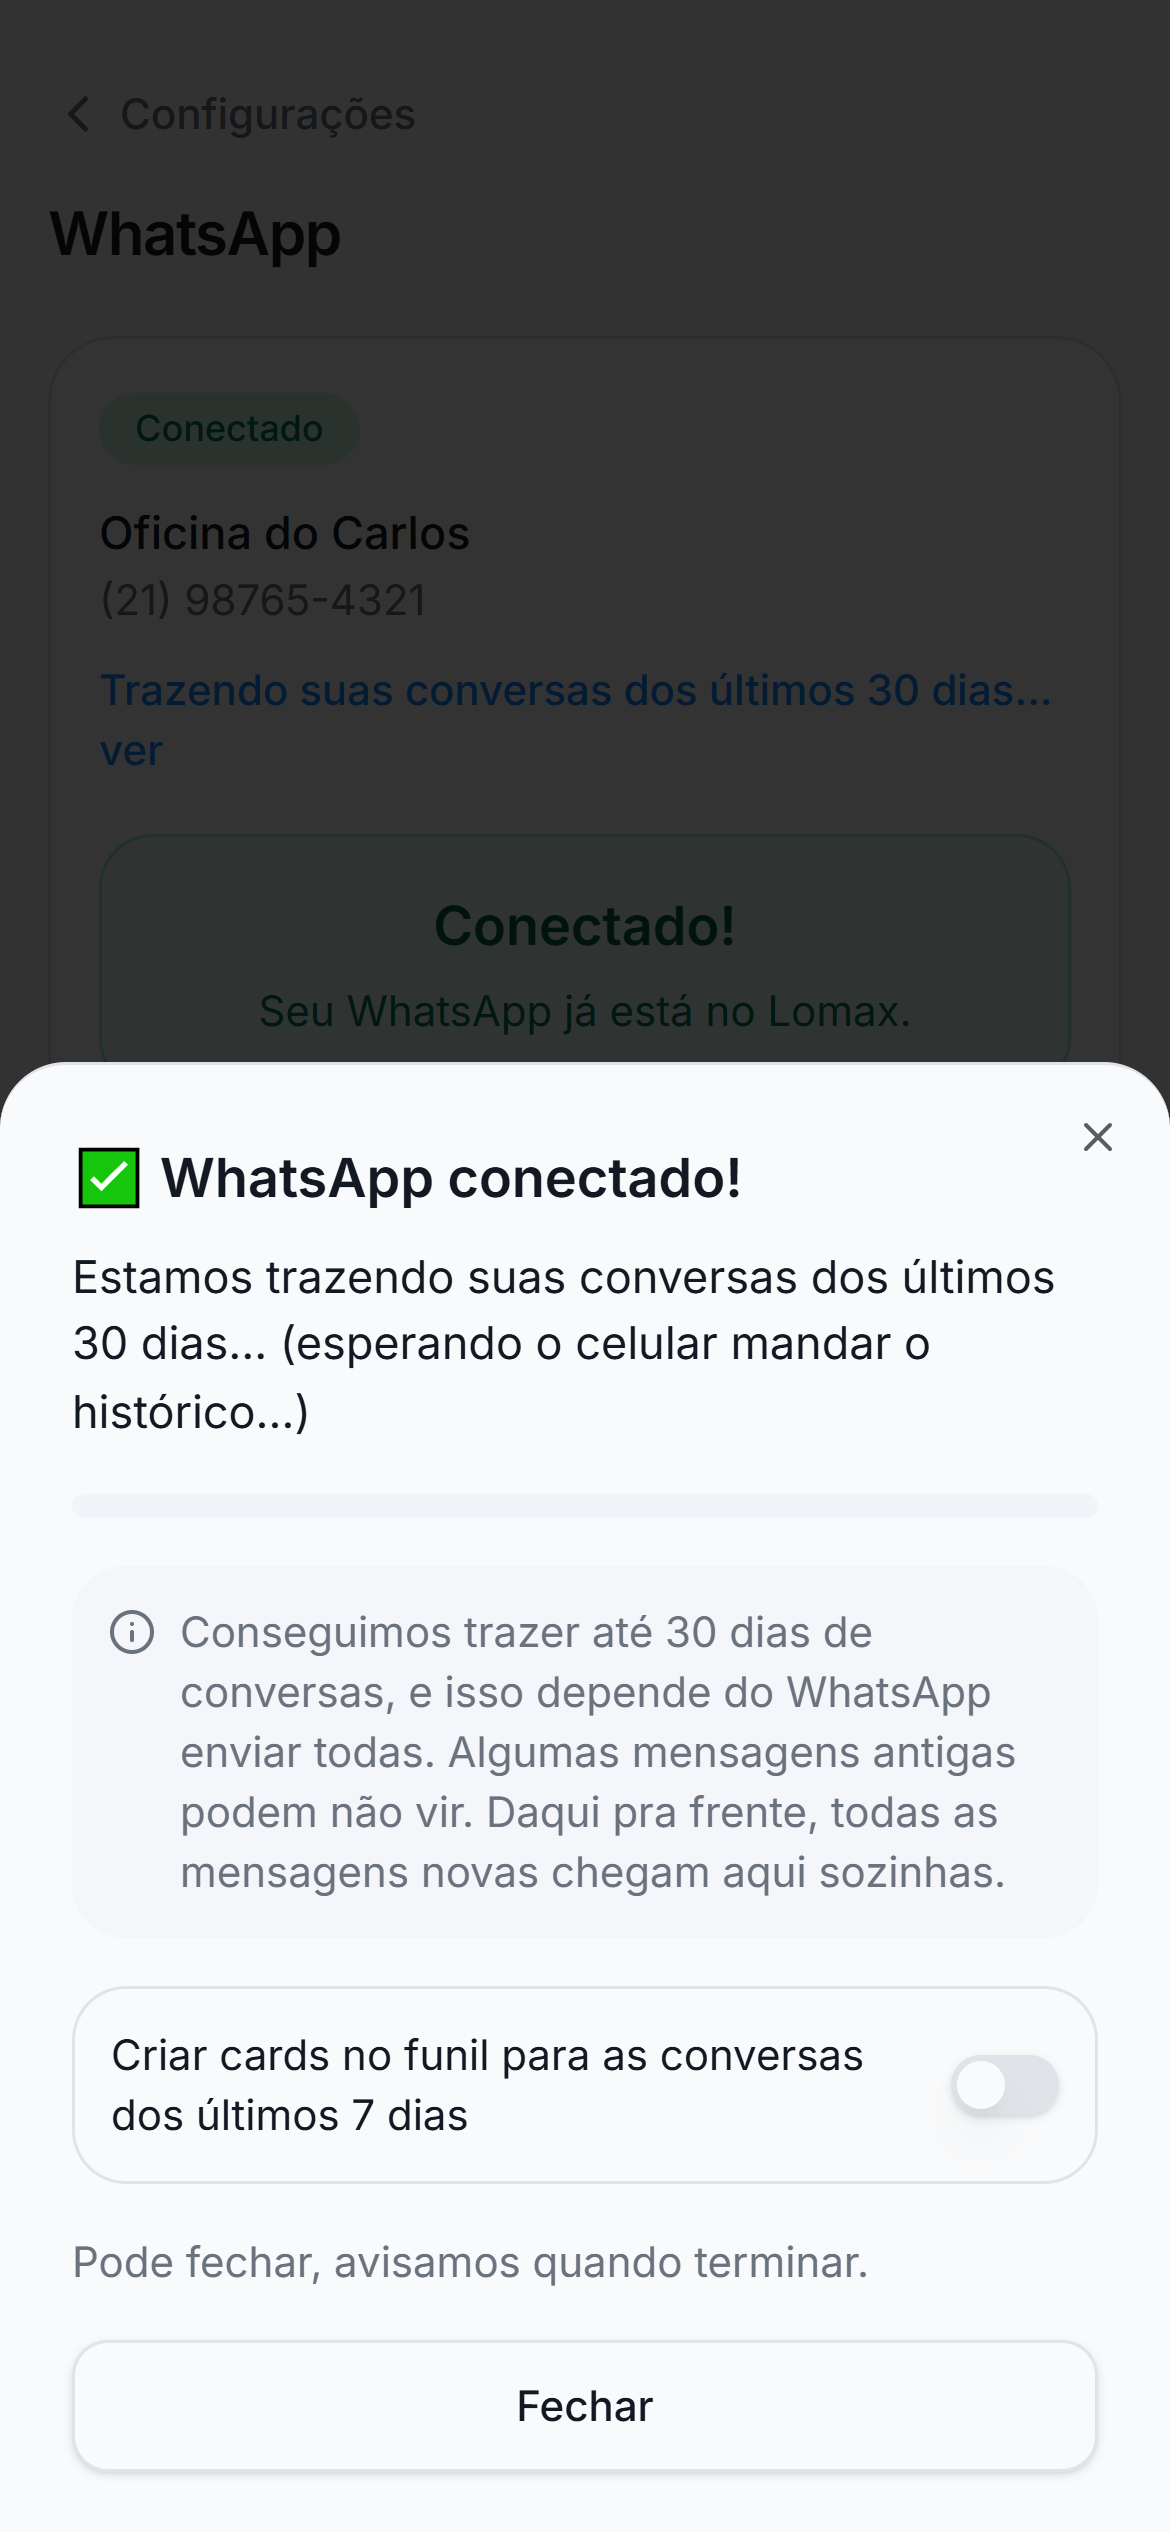 Configurações
WhatsApp
Conectado
Oficina do Carlos
(21) 98765-4321
Trazendo suas conversas dos últimos 30 dias...
ver
Conectado!
Seu WhatsApp já está no Lomax.
✅ WhatsApp conectado!
Estamos trazendo suas conversas dos últimos
30 dias... (esperando o celular mandar o
histórico...)
Conseguimos trazer até 30 dias de
conversas, e isso depende do WhatsApp
enviar todas. Algumas mensagens antigas
podem não vir. Daqui pra frente, todas as
mensagens novas chegam aqui sozinhas.
Criar cards no funil para as conversas
dos últimos 7 dias
Pode fechar, avisamos quando terminar.
Fechar